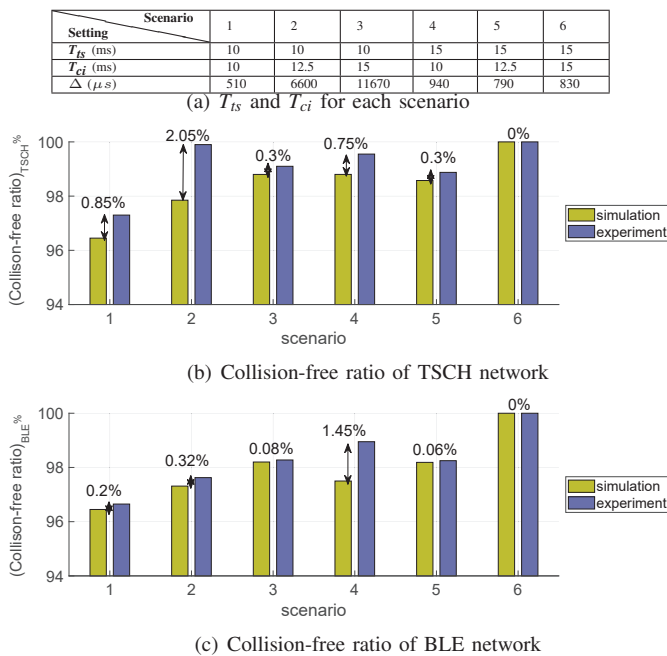 Scenario
Setting
1 2 3 4 5 6
T_ts (ms) 10 10 10 15 15 15
T_ci (ms) 10 12.5 15 10 12.5 15
Δ (μs) 510 6600 11670 940 790 830
(a) T_ts and T_ci for each scenario
(Collison-free ratio)_TSCH %
100
98
96
94
0.85%
2.05%
0.3%
0.75%
0.3%
0%
1 2 3 4 5 6
scenario
simulation
experiment
(b) Collision-free ratio of TSCH network
(Collison-free ratio)_BLE %
100
98
96
94
0.2%
0.32%
0.08%
1.45%
0.06%
0%
1 2 3 4 5 6
scenario
simulation
experiment
(c) Collision-free ratio of BLE network